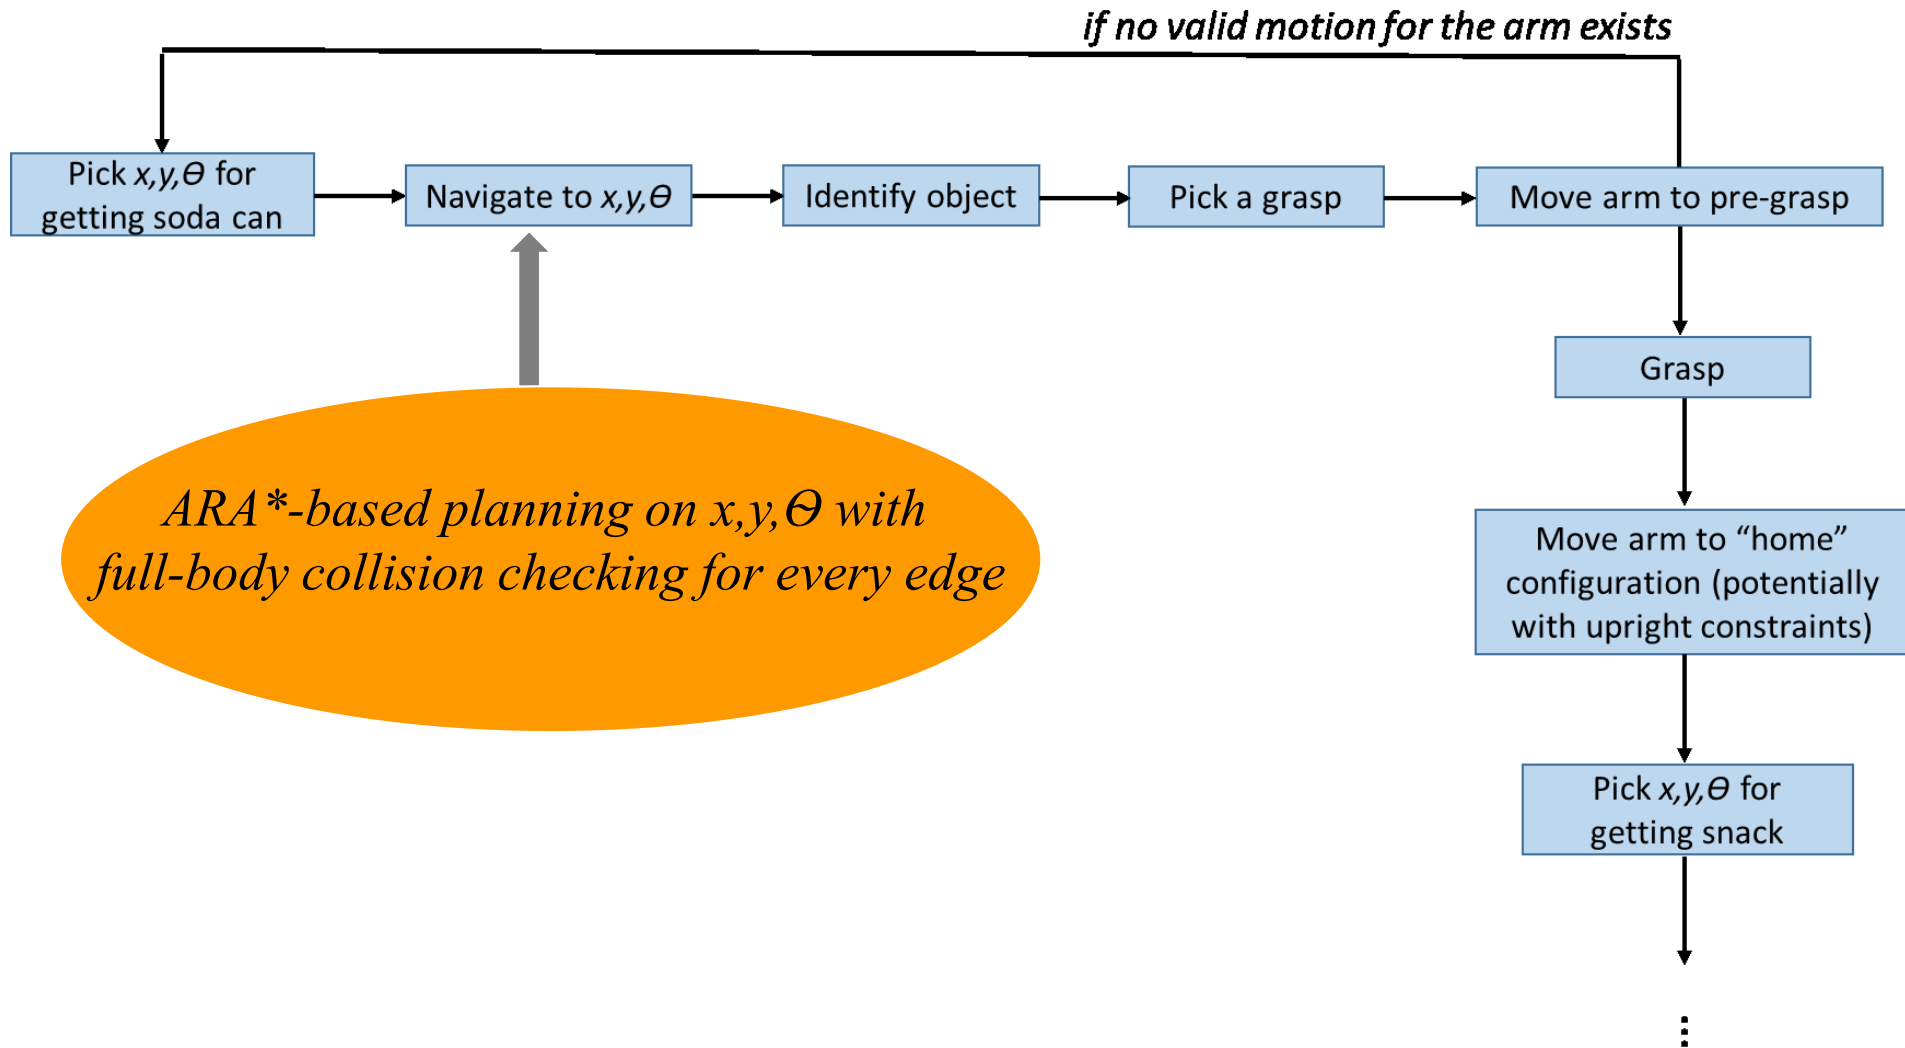 if no valid motion for the arm exists
Pick x,y,Θ for
getting soda can
Navigate to x,y,Θ
Identify object
Pick a grasp
Move arm to pre-grasp
Grasp
ARA*-based planning on x,y,Θ with
full-body collision checking for every edge
Move arm to “home”
configuration (potentially
with upright constraints)
Pick x,y,Θ for
getting snack
⋮